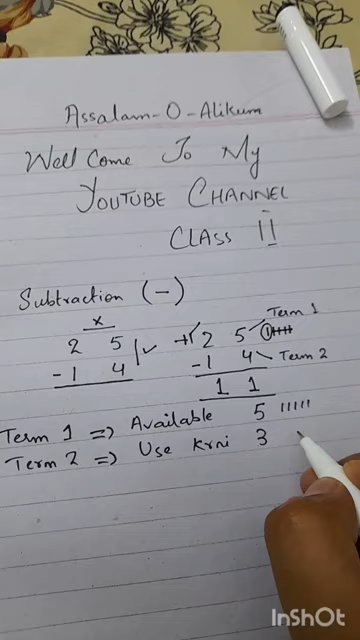 Assalam-O-Alikum
Well Come To My
YOUTUBE CHANNEL
CLASS II
Subtraction (-)
x
2 5
- 1 4
+ 2 5 Term 1
- 1 4 Term 2
1 1
Term 1 => Available 5 |||||
Term 2 => Use Krni 3
InShOt